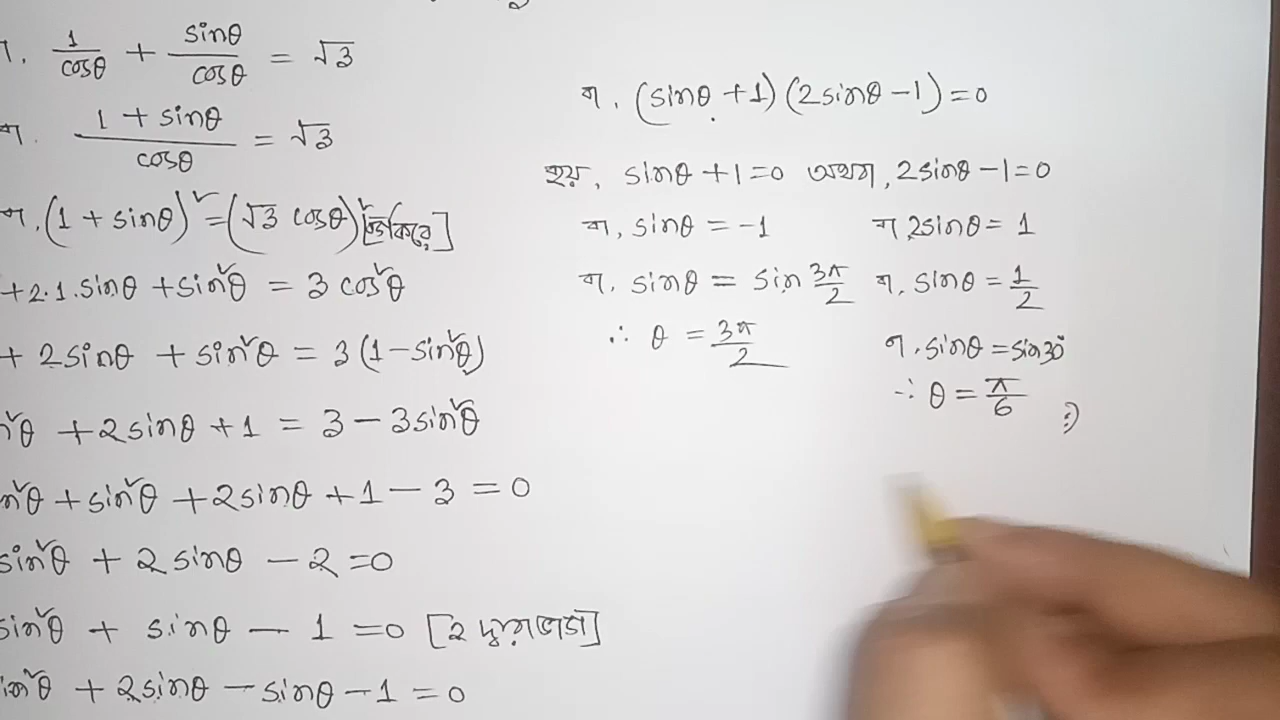 বা, 1/cosθ + sinθ/cosθ = √3
বা, (1 + sinθ)/cosθ = √3
বা, (1 + sinθ)² = (√3 cosθ)² [বর্গ করে]
+2.1.sinθ + sin²θ = 3 cos²θ
+ 2sinθ + sin²θ = 3(1 – sin²θ)
n²θ + 2sinθ + 1 = 3 – 3sin²θ
n²θ + sin²θ + 2sinθ + 1 – 3 = 0
sin²θ + 2sinθ – 2 = 0
sin²θ + sinθ – 1 = 0 [2 দ্বারা ভাগ]
in²θ + 2sinθ – sinθ – 1 = 0
বা, (sinθ + 1)(2sinθ – 1) = 0
হয়, sinθ + 1 = 0 অথবা, 2sinθ – 1 = 0
বা, sinθ = –1 বা 2sinθ = 1
বা, sinθ = sin 3π/2 বা, sinθ = 1/2
∴ θ = 3π/2 বা, sinθ = sin30°
∴ θ = π/6